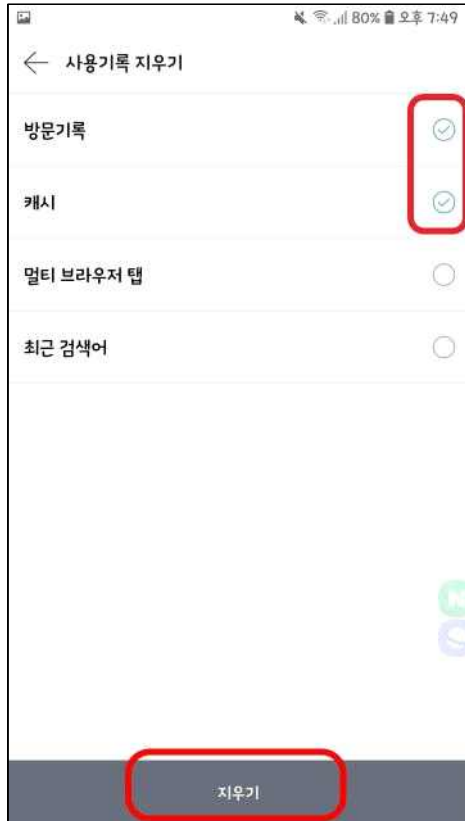 80% 오후 7:49
사용기록 지우기
방문기록
캐시
멀티 브라우저 탭
최근 검색어
N
지우기